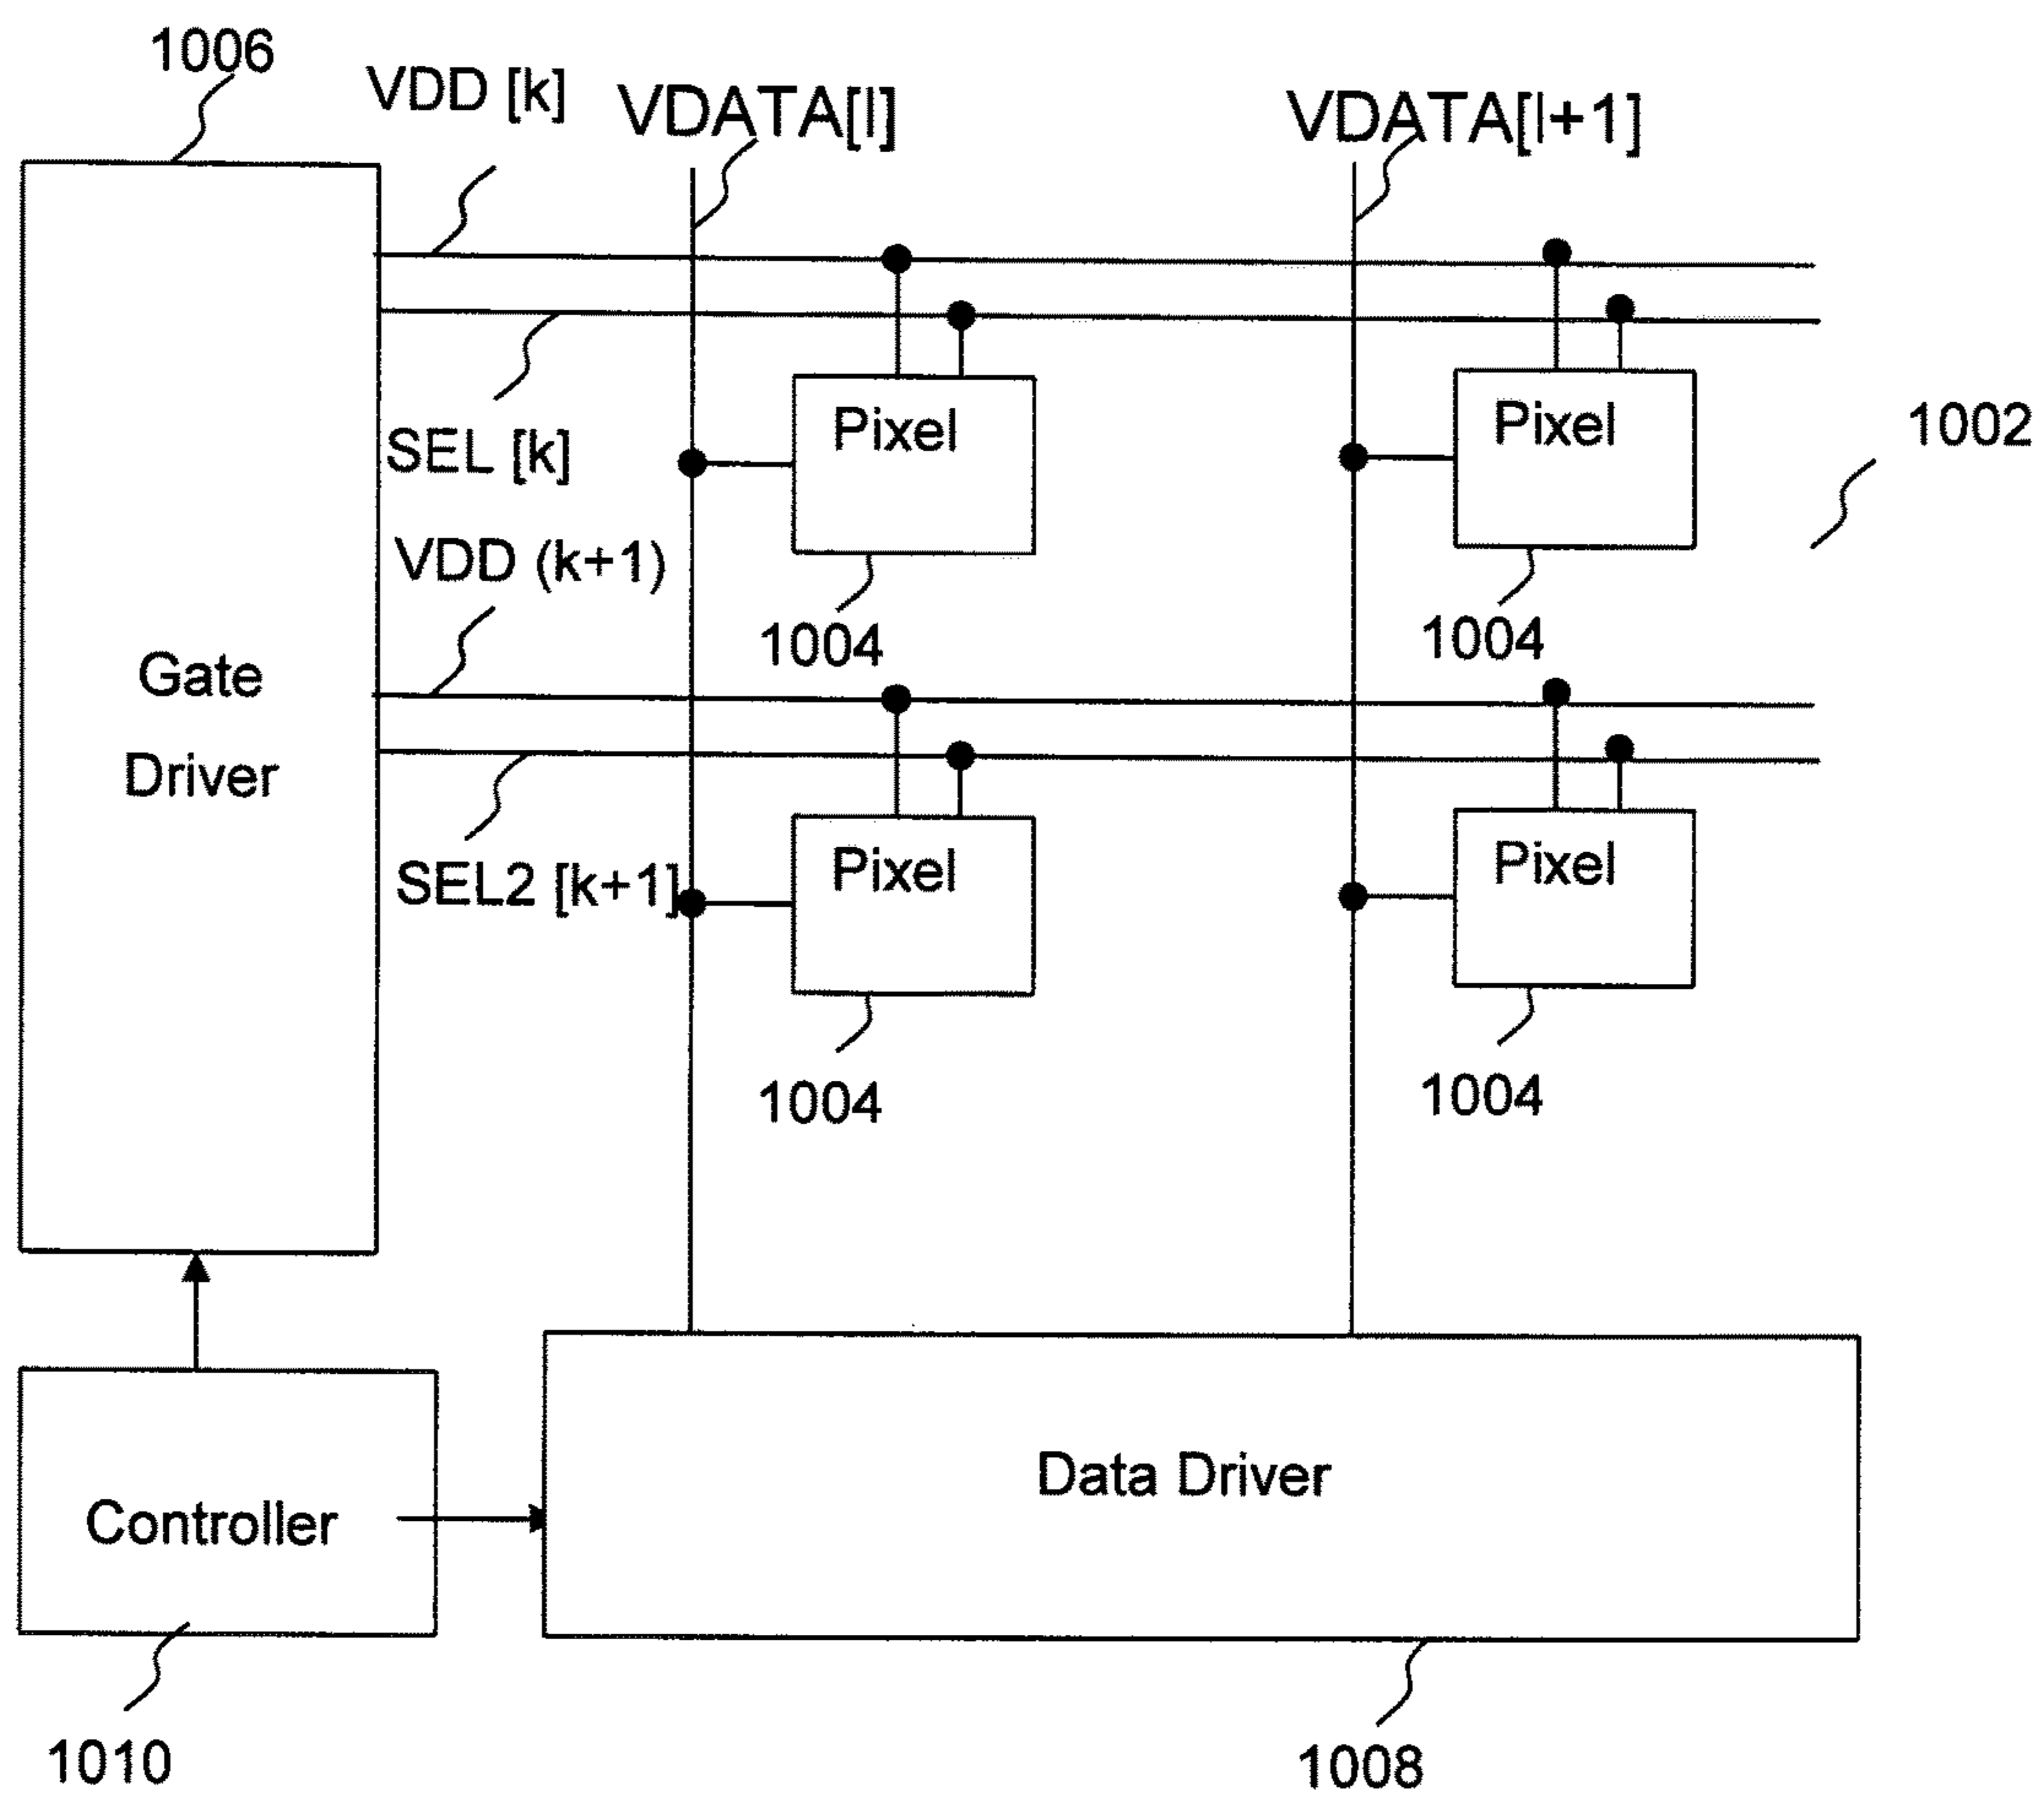 1006
VDD [k]
VDATA[l]
VDATA[l+1]
SEL [k]
Pixel
Pixel
1002
VDD (k+1)
1004
1004
Gate
Driver
SEL2 [k+1]
Pixel
Pixel
1004
1004
Controller
Data Driver
1010
1008